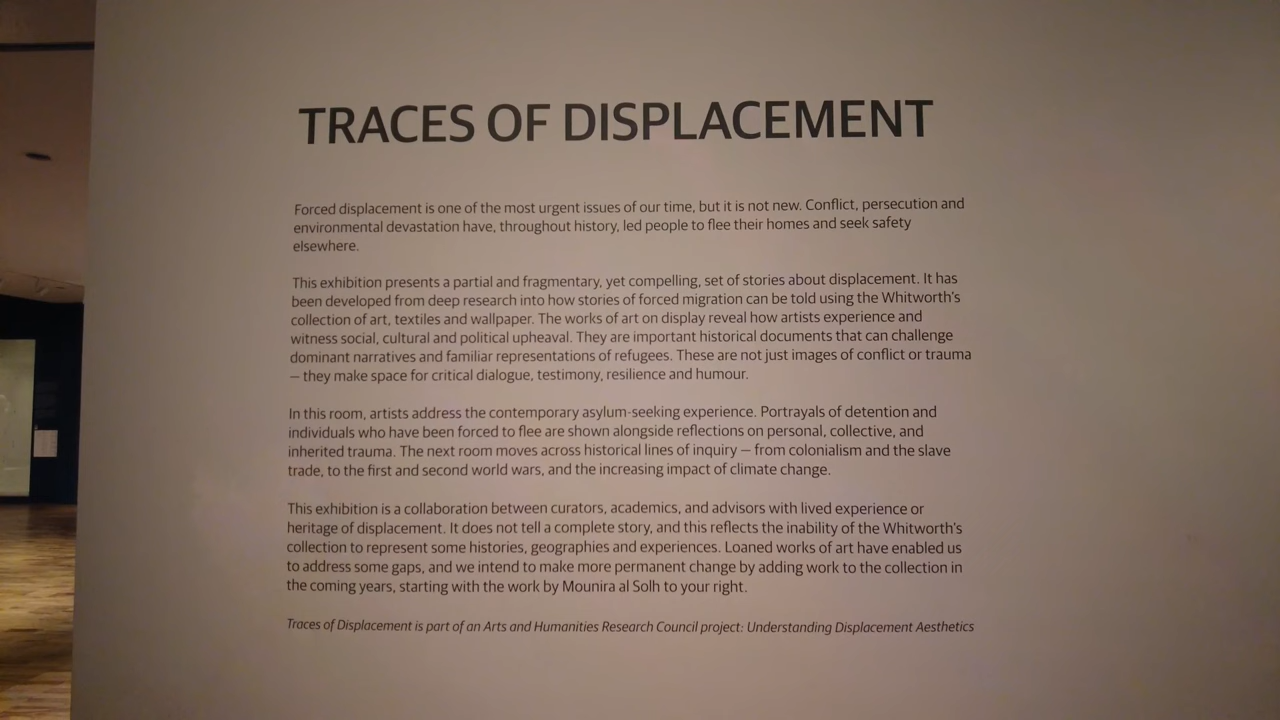 TRACES OF DISPLACEMENT
Forced displacement is one of the most urgent issues of our time, but it is not new. Conflict, persecution and
environmental devastation have, throughout history, led people to flee their homes and seek safety
elsewhere.
This exhibition presents a partial and fragmentary, yet compelling, set of stories about displacement. It has
been developed from deep research into how stories of forced migration can be told using the Whitworth's
collection of art, textiles and wallpaper. The works of art on display reveal how artists experience and
witness social, cultural and political upheaval. They are important historical documents that can challenge
dominant narratives and familiar representations of refugees. These are not just images of conflict or trauma
– they make space for critical dialogue, testimony, resilience and humour.
In this room, artists address the contemporary asylum-seeking experience. Portrayals of detention and
individuals who have been forced to flee are shown alongside reflections on personal, collective, and
inherited trauma. The next room moves across historical lines of inquiry – from colonialism and the slave
trade, to the first and second world wars, and the increasing impact of climate change.
This exhibition is a collaboration between curators, academics, and advisors with lived experience or
heritage of displacement. It does not tell a complete story, and this reflects the inability of the Whitworth's
collection to represent some histories, geographies and experiences. Loaned works of art have enabled us
to address some gaps, and we intend to make more permanent change by adding work to the collection in
the coming years, starting with the work by Mounira al Solh to your right.
Traces of Displacement is part of an Arts and Humanities Research Council project: Understanding Displacement Aesthetics